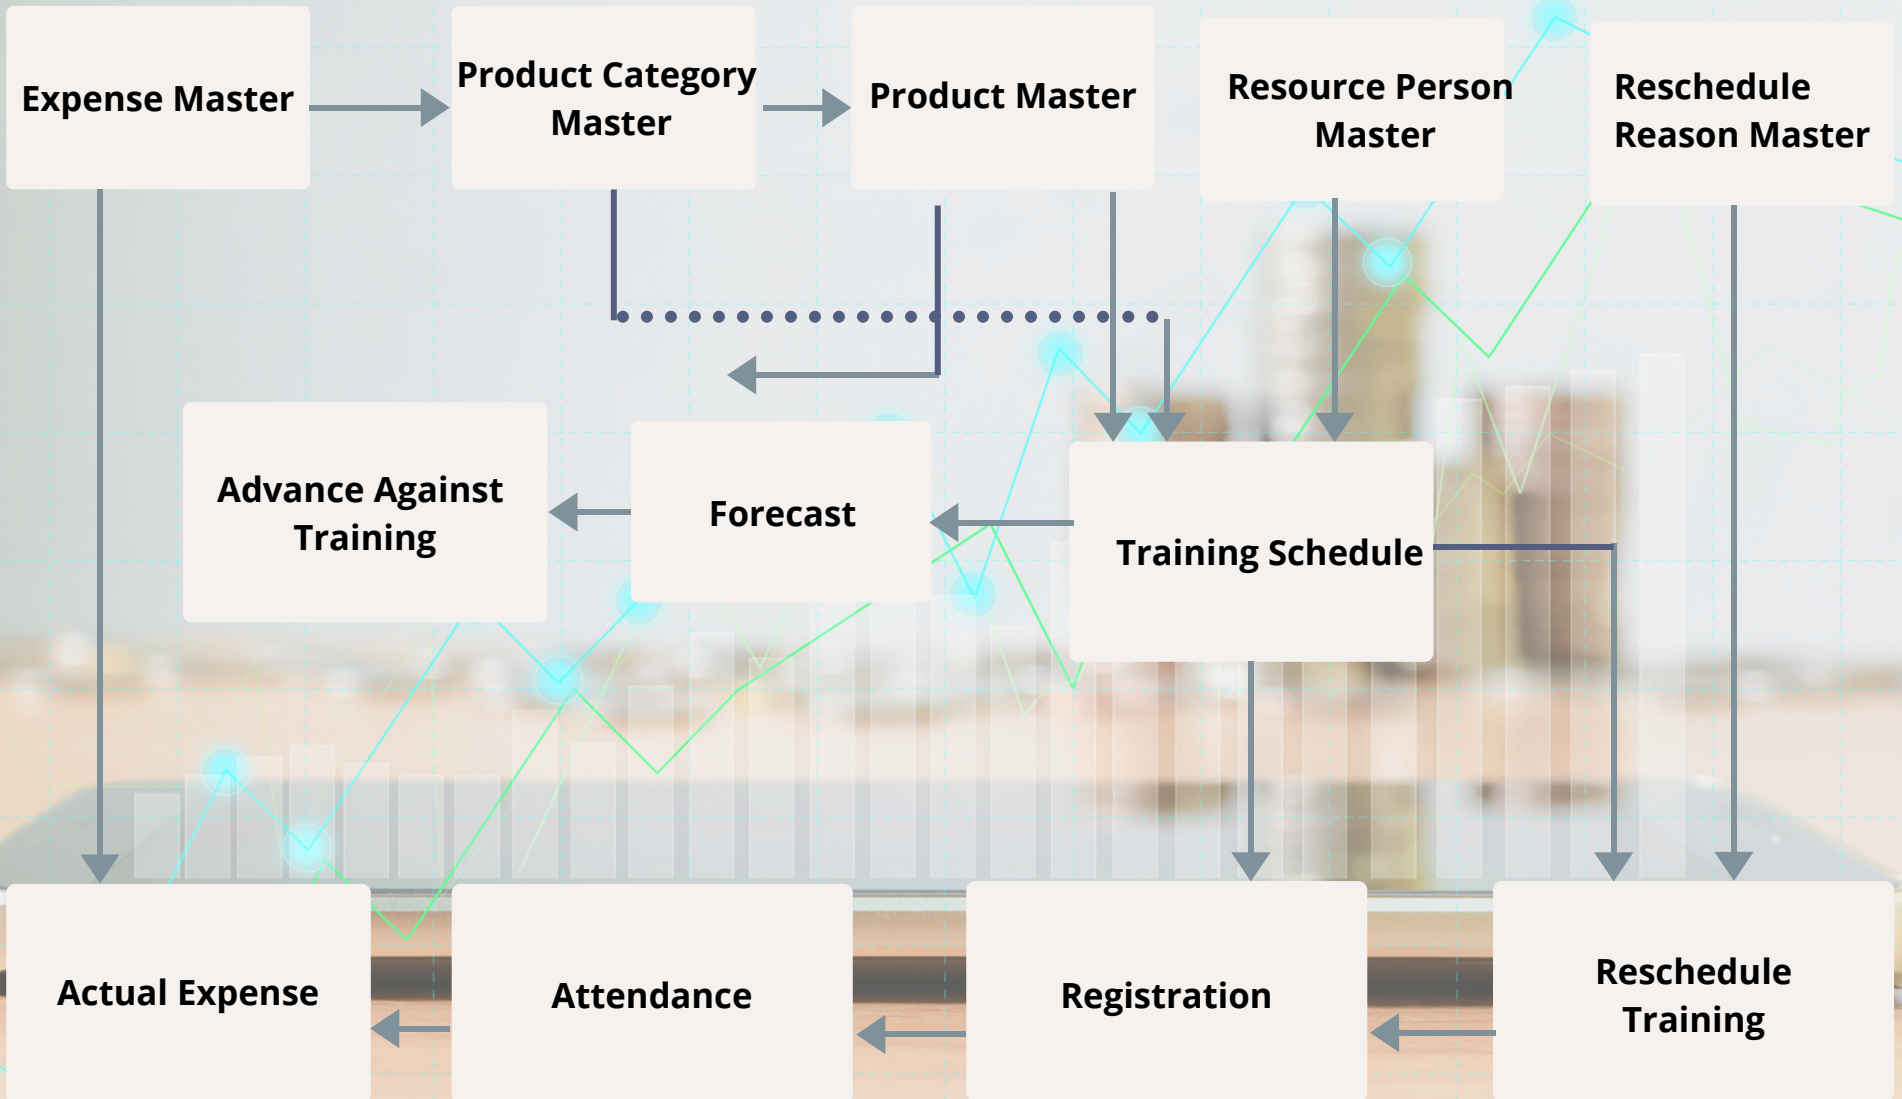 Expense Master
Product Category
Master
Product Master
Resource Person
Master
Reschedule
Reason Master
Advance Against
Training
Forecast
Training Schedule
Actual Expense
Attendance
Registration
Reschedule
Training